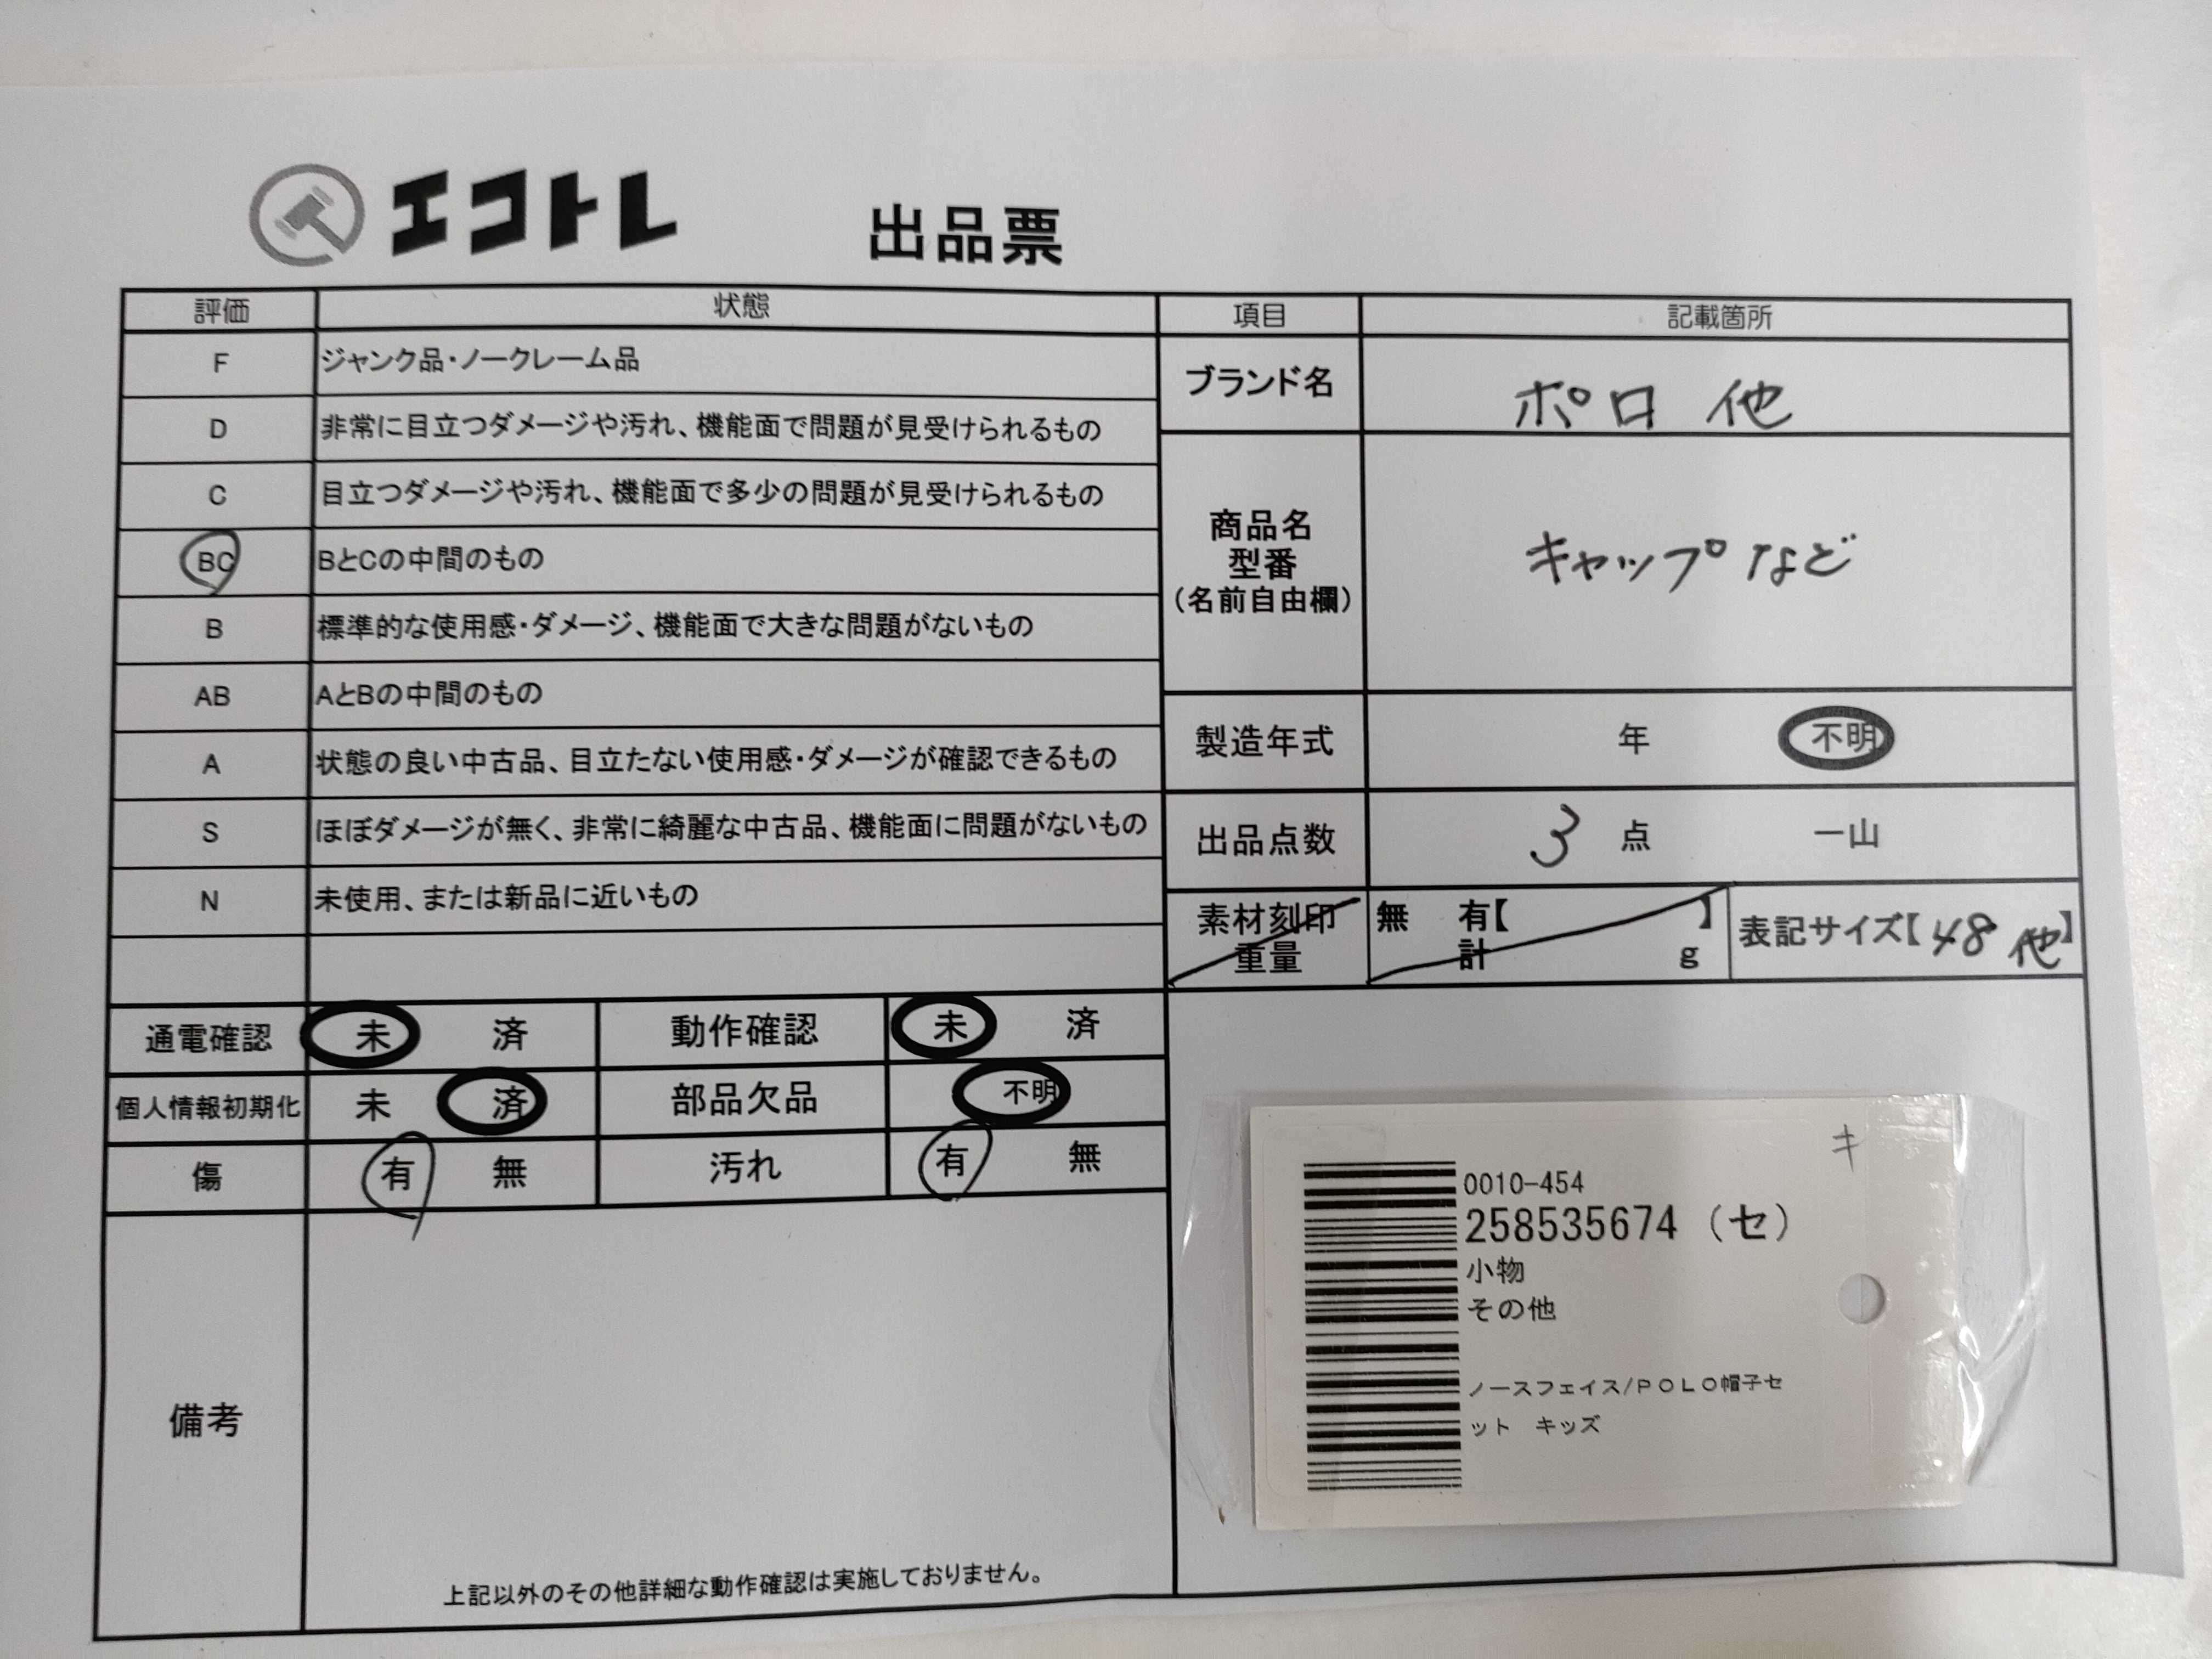 エコトレ 出品票
評価 状態 項目 記載箇所
F ジャンク品・ノークレーム品
D 非常に目立つダメージや汚れ、機能面で問題が見受けられるもの
C 目立つダメージや汚れ、機能面で多少の問題が見受けられるもの
BC BとCの中間のもの
B 標準的な使用感・ダメージ、機能面で大きな問題がないもの
AB AとBの中間のもの
A 状態の良い中古品、目立たない使用感・ダメージが確認できるもの
S ほぼダメージが無く、非常に綺麗な中古品、機能面に問題がないもの
N 未使用、または新品に近いもの
ブランド名 ポロ 他
商品名
型番
(名前自由欄)
キャップなど
製造年式 年 不明
出品点数 3 点 一山
素材刻印 無 有【 】
重量 計 g
表記サイズ【48 他】
通電確認 未 済 動作確認 未 済
個人情報初期化 未 済 部品欠品 不明
傷 有 無 汚れ 有 無
備考
上記以外のその他詳細な動作確認は実施しておりません。
キ
0010-454
258535674 (セ)
小物
その他
ノースフェイス/POLO帽子セ
ット キッズ